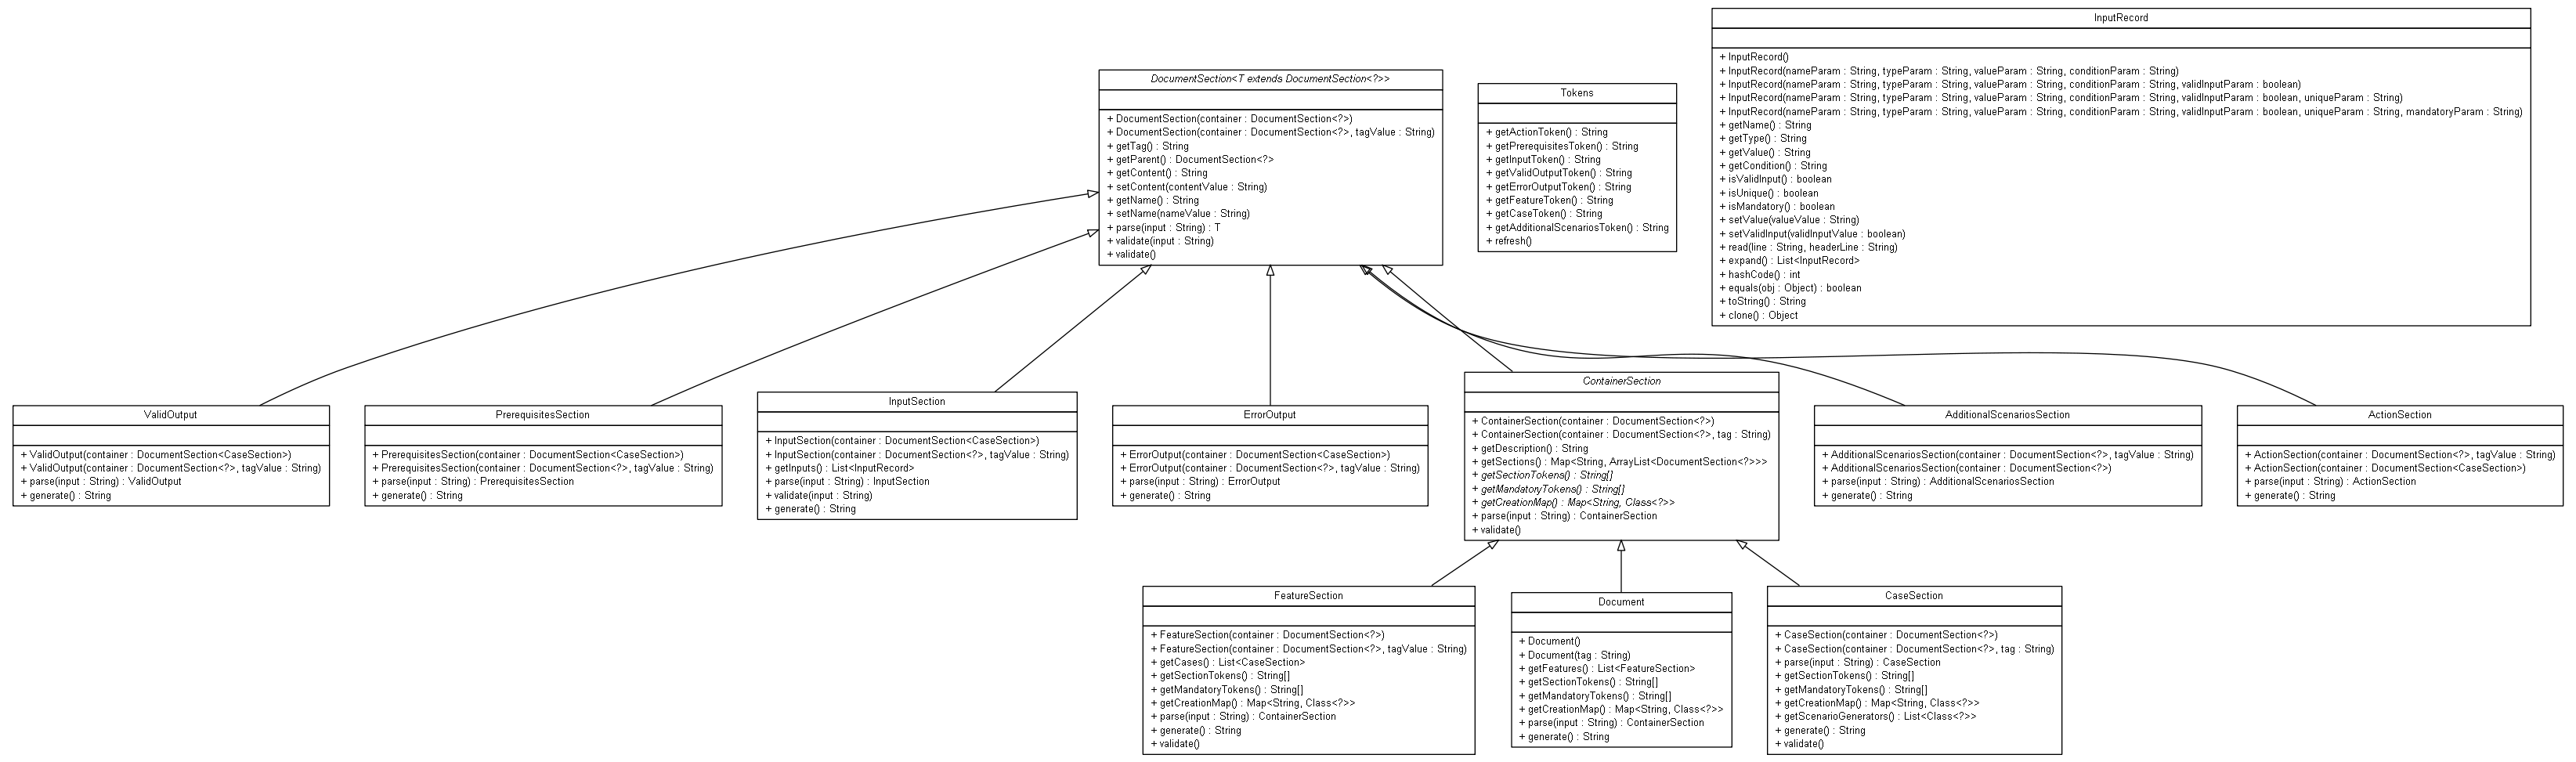 InputRecord
+ InputRecord()
+ InputRecord(nameParam : String, typeParam : String, valueParam : String, conditionParam : String)
+ InputRecord(nameParam : String, typeParam : String, valueParam : String, conditionParam : String, validInputParam : boolean)
+ InputRecord(nameParam : String, typeParam : String, valueParam : String, conditionParam : String, validInputParam : boolean, uniqueParam : String)
+ InputRecord(nameParam : String, typeParam : String, valueParam : String, conditionParam : String, validInputParam : boolean, uniqueParam : String, mandatoryParam : String)
+ getName() : String
+ getType() : String
+ getValue() : String
+ getCondition() : String
+ isValidInput() : boolean
+ isUnique() : boolean
+ isMandatory() : boolean
+ setValue(valueValue : String)
+ setValidInput(validInputValue : boolean)
+ read(line : String, headerLine : String)
+ expand() : List<InputRecord>
+ hashCode() : int
+ equals(obj : Object) : boolean
+ toString() : String
+ clone() : Object
DocumentSection<T extends DocumentSection<?>>
+ DocumentSection(container : DocumentSection<?>)
+ DocumentSection(container : DocumentSection<?>, tagValue : String)
+ getTag() : String
+ getParent() : DocumentSection<?>
+ getContent() : String
+ setContent(contentValue : String)
+ getName() : String
+ setName(nameValue : String)
+ parse(input : String) : T
+ validate(input : String)
+ validate()
Tokens
+ getActionToken() : String
+ getPrerequisitesToken() : String
+ getInputToken() : String
+ getValidOutputToken() : String
+ getErrorOutputToken() : String
+ getFeatureToken() : String
+ getCaseToken() : String
+ getAdditionalScenariosToken() : String
+ refresh()
ValidOutput
+ ValidOutput(container : DocumentSection<CaseSection>)
+ ValidOutput(container : DocumentSection<?>, tagValue : String)
+ parse(input : String) : ValidOutput
+ generate() : String
PrerequisitesSection
+ PrerequisitesSection(container : DocumentSection<CaseSection>)
+ PrerequisitesSection(container : DocumentSection<?>, tagValue : String)
+ parse(input : String) : PrerequisitesSection
+ generate() : String
InputSection
+ InputSection(container : DocumentSection<CaseSection>)
+ InputSection(container : DocumentSection<?>, tagValue : String)
+ getInputs() : List<InputRecord>
+ parse(input : String) : InputSection
+ validate(input : String)
+ generate() : String
ErrorOutput
+ ErrorOutput(container : DocumentSection<CaseSection>)
+ ErrorOutput(container : DocumentSection<?>, tagValue : String)
+ parse(input : String) : ErrorOutput
+ generate() : String
ContainerSection
+ ContainerSection(container : DocumentSection<?>)
+ ContainerSection(container : DocumentSection<?>, tag : String)
+ getDescription() : String
+ getSections() : Map<String, ArrayList<DocumentSection<?>>>
+ getSectionTokens() : String[]
+ getMandatoryTokens() : String[]
+ getCreationMap() : Map<String, Class<?>>
+ parse(input : String) : ContainerSection
+ validate()
AdditionalScenariosSection
+ AdditionalScenariosSection(container : DocumentSection<?>, tagValue : String)
+ AdditionalScenariosSection(container : DocumentSection<?>)
+ parse(input : String) : AdditionalScenariosSection
+ generate() : String
ActionSection
+ ActionSection(container : DocumentSection<?>, tagValue : String)
+ ActionSection(container : DocumentSection<CaseSection>)
+ parse(input : String) : ActionSection
+ generate() : String
FeatureSection
+ FeatureSection(container : DocumentSection<?>)
+ FeatureSection(container : DocumentSection<?>, tagValue : String)
+ getCases() : List<CaseSection>
+ getSectionTokens() : String[]
+ getMandatoryTokens() : String[]
+ getCreationMap() : Map<String, Class<?>>
+ parse(input : String) : ContainerSection
+ generate() : String
+ validate()
Document
+ Document()
+ Document(tag : String)
+ getFeatures() : List<FeatureSection>
+ getSectionTokens() : String[]
+ getMandatoryTokens() : String[]
+ getCreationMap() : Map<String, Class<?>>
+ parse(input : String) : ContainerSection
+ generate() : String
CaseSection
+ CaseSection(container : DocumentSection<?>)
+ CaseSection(container : DocumentSection<?>, tag : String)
+ parse(input : String) : CaseSection
+ getSectionTokens() : String[]
+ getMandatoryTokens() : String[]
+ getCreationMap() : Map<String, Class<?>>
+ getScenarioGenerators() : List<Class<?>>
+ generate() : String
+ validate()